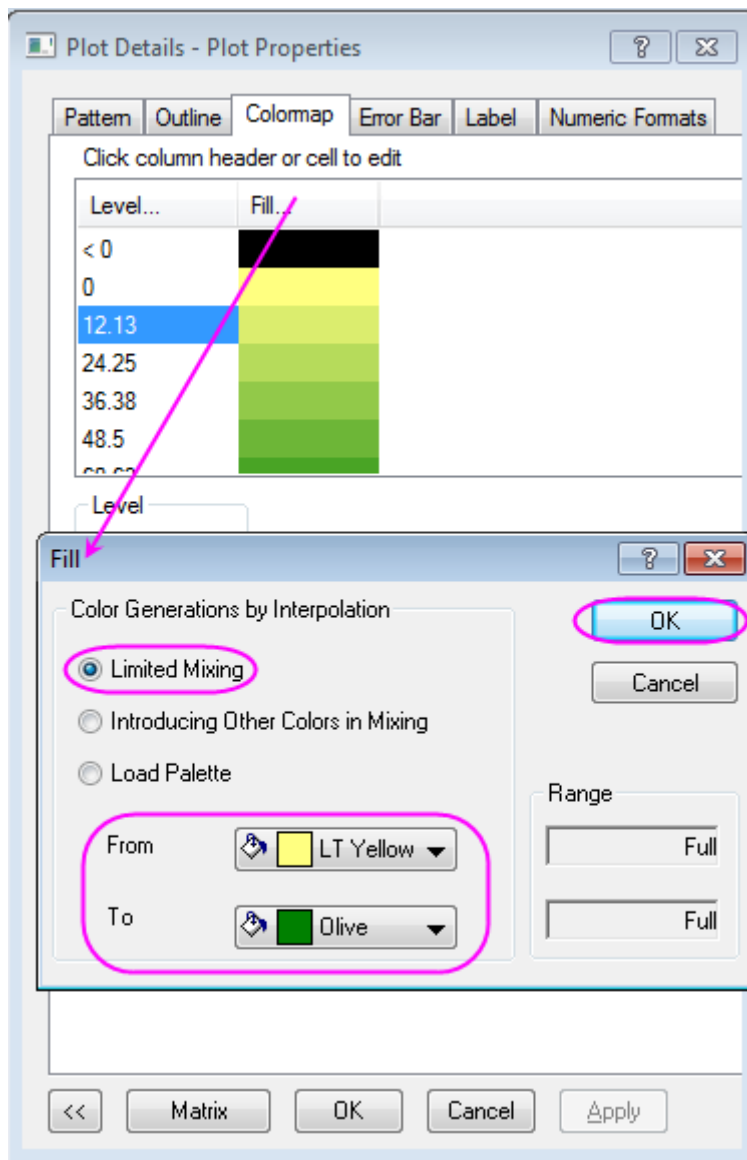 Plot Details - Plot Properties
Pattern Outline Colormap Error Bar Label Numeric Formats
Click column header or cell to edit
Level... Fill...
< 0
0
12.13
24.25
36.38
48.5
Level
Fill
Color Generations by Interpolation
OK
Limited Mixing
Cancel
Introducing Other Colors in Mixing
Load Palette
Range
From LT Yellow Full
To Olive Full
<< Matrix OK Cancel Apply